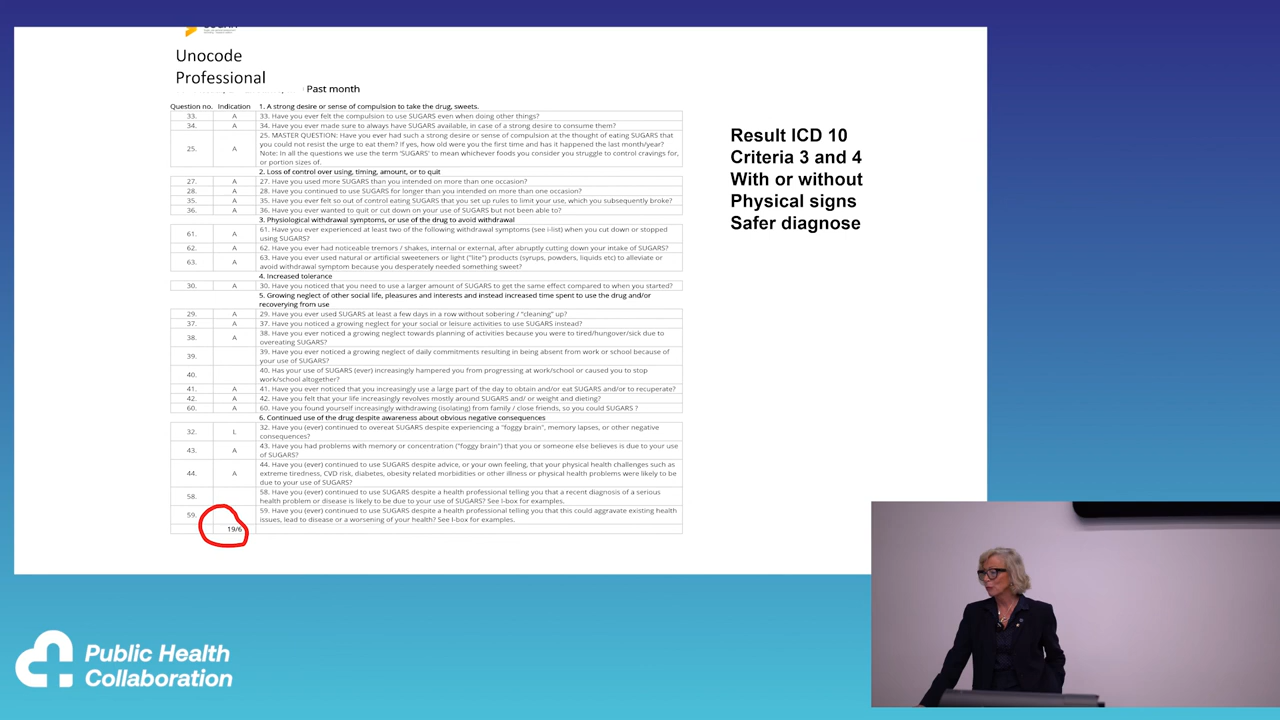 SUGAR
Unocode
Professional
Past month
Question no. Indication 1. A strong desire or sense of compulsion to take the drug, sweets.
33. A 33. Have you ever felt the compulsion to use SUGARS even when doing other things?
34. A 34. Have you ever made sure to always have SUGARS available, in case of a strong desire to consume them?
25. MASTER QUESTION: Have you ever had such a strong desire or sense of compulsion at the thought of eating SUGARS that
you could not resist the urge to eat them? If yes, how old were you the first time and has it happened the last month/year?
25. A
Note: In all the questions we use the term 'SUGARS' to mean whichever foods you consider you struggle to control cravings for,
or portion sizes of.
2. Loss of control over using, timing, amount, or to quit
27. A 27. Have you used more SUGARS than you intended on more than one occasion?
28. A 28. Have you continued to use SUGARS for longer than you intended on more than one occasion?
35. A 35. Have you ever felt so out of control eating SUGARS that you set up rules to limit your use, which you subsequently broke?
36. A 36. Have you ever wanted to quit or cut down on your use of SUGARS but not been able to?
3. Physiological withdrawal symptoms, or use of the drug to avoid withdrawal
61. A 61. Have you ever experienced at least two of the following withdrawal symptoms (see i-list) when you cut down or stopped
using SUGARS?
62. A 62. Have you ever had noticeable tremors / shakes, internal or external, after abruptly cutting down your intake of SUGARS?
63. A 63. Have you ever used natural or artificial sweeteners or light ("lite") products (syrups, powders, liquids etc) to alleviate or
avoid withdrawal symptom because you desperately needed something sweet?
4. Increased tolerance
30. A 30. Have you noticed that you need to use a larger amount of SUGARS to get the same effect compared to when you started?
5. Growing neglect of other social life, pleasures and interests and instead increased time spent to use the drug and/or
recoverying from use
29. A 29. Have you ever used SUGARS at least a few days in a row without sobering / "cleaning" up?
37. A 37. Have you noticed a growing neglect for your social or leisure activities to use SUGARS instead?
38. A 38. Have you ever noticed a growing neglect towards planning of activities because you were to tired/hungover/sick due to
overeating SUGARS?
39. 39. Have you ever noticed a growing neglect of daily commitments resulting in being absent from work or school because of
your use of SUGARS?
40. 40. Has your use of SUGARS (ever) increasingly hampered you from progressing at work/school or caused you to stop
work/school altogether?
41. A 41. Have you ever noticed that you increasingly use a large part of the day to obtain and/or eat SUGARS and/or to recuperate?
42. A 42. Have you felt that your life increasingly revolves mostly around SUGARS and/ or weight and dieting?
60. A 60. Have you found yourself increasingly withdrawing (isolating) from family / close friends, so you could SUGARS ?
6. Continued use of the drug despite awareness about obvious negative consequences
32. L 32. Have you (ever) continued to overeat SUGARS despite experiencing a "foggy brain", memory lapses, or other negative
consequences?
43. A 43. Have you had problems with memory or concentration ("foggy brain") that you or someone else believes is due to your use
of SUGARS?
44. Have you (ever) continued to use SUGARS despite advice, or your own feeling, that your physical health challenges such as
44. A extreme tiredness, CVD risk, diabetes, obesity related morbidities or other illness or physical health problems were likely to be
due to your use of SUGARS?
58. 58. Have you (ever) continued to use SUGARS despite a health professional telling you that a recent diagnosis of a serious
health problem or disease is likely to be due to your use of SUGARS? See I-box for examples.
59. 59. Have you (ever) continued to use SUGARS despite a health professional telling you that this could aggravate existing health
issues, lead to disease or a worsening of your health? See I-box for examples.
19/6
Result ICD 10
Criteria 3 and 4
With or without
Physical signs
Safer diagnose
Public Health
Collaboration